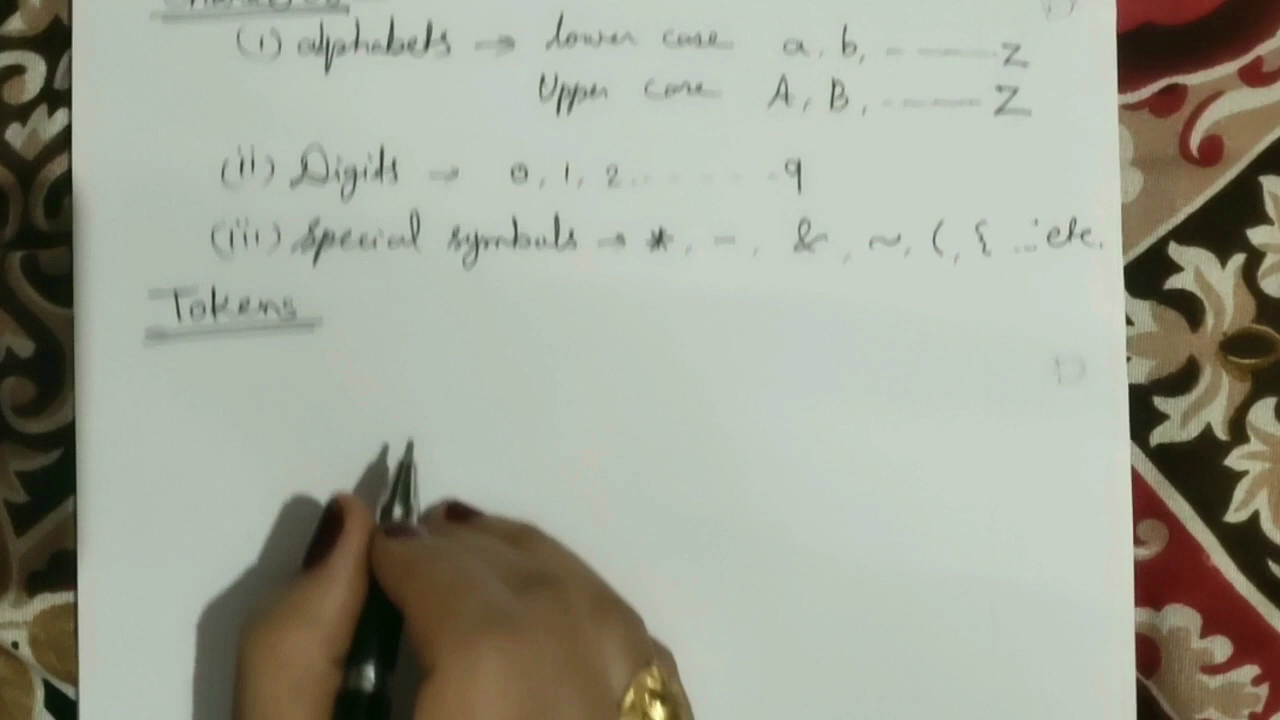 (i) alphabets → lower case a, b, - ——— z
Upper case A, B, ------ Z
(ii) Digits → 0, 1, 2 ....... 9
(iii) Special symbols → *, -, &, ~, (, { ... etc.
Tokens